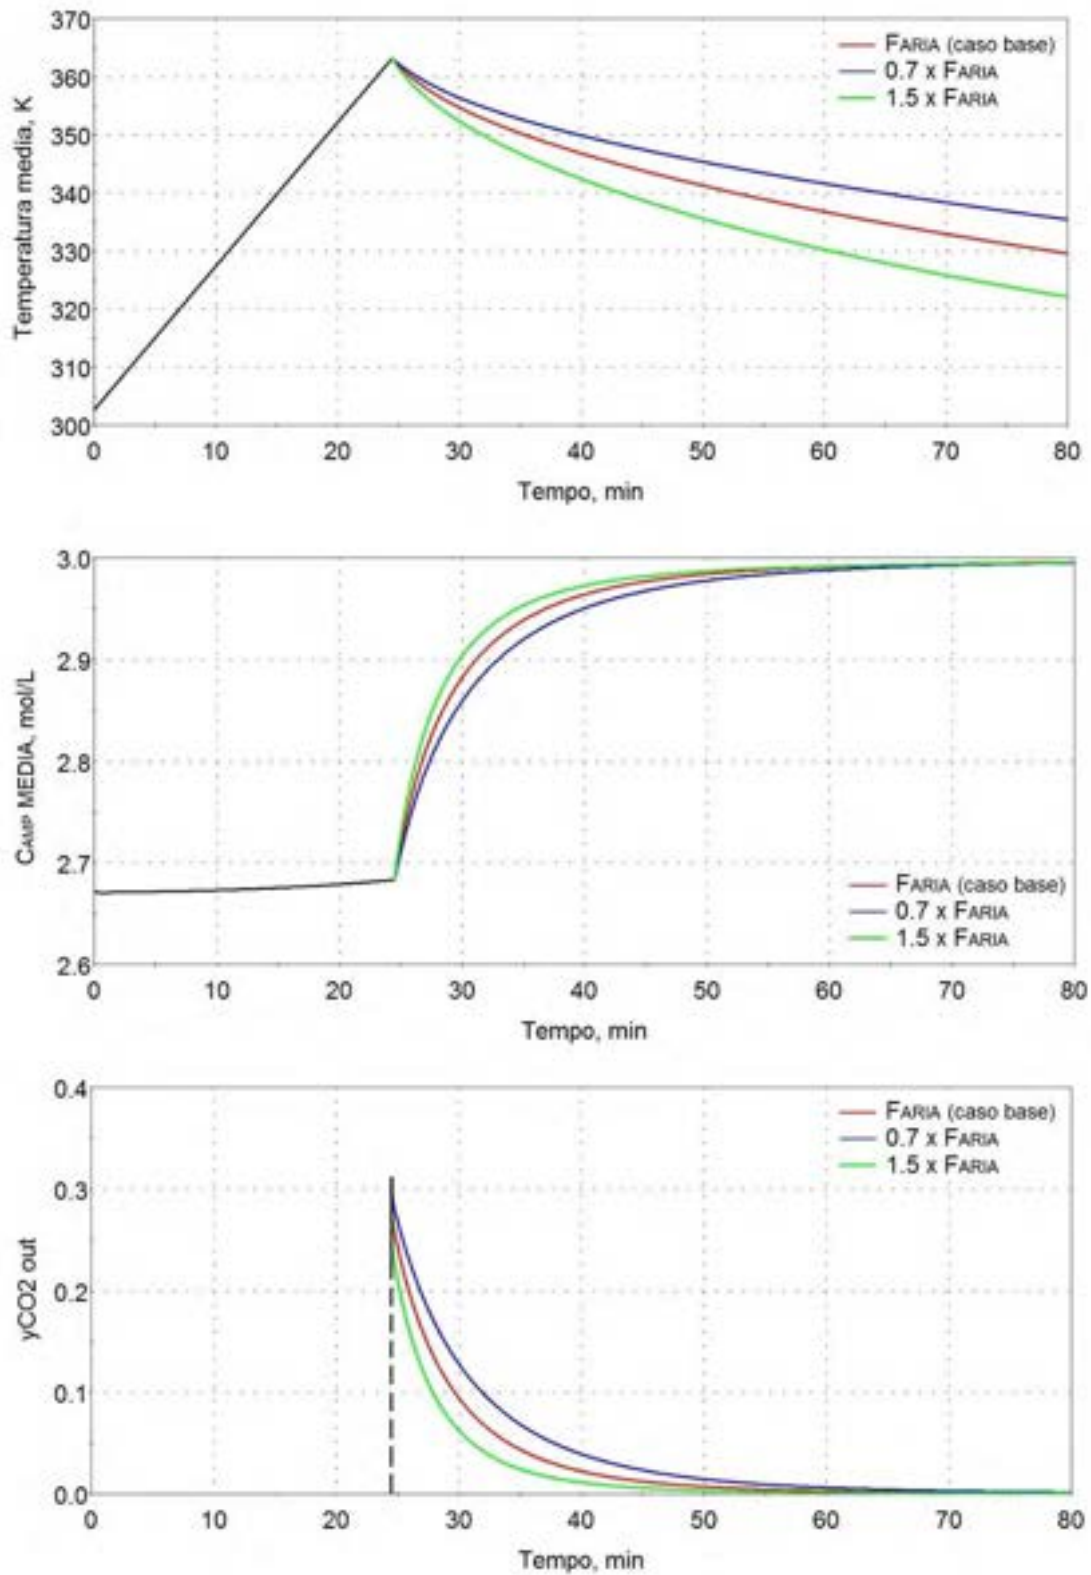 370
360
350
340
330
320
310
300
Temperatura media, K
FARIA (caso base)
0.7 x FARIA
1.5 x FARIA
0 10 20 30 40 50 60 70 80
Tempo, min
3.0
2.9
2.8
2.7
2.6
CAMP MEDIA, mol/L
FARIA (caso base)
0.7 x FARIA
1.5 x FARIA
0 10 20 30 40 50 60 70 80
Tempo, min
0.4
0.3
0.2
0.1
0.0
yCO2 out
FARIA (caso base)
0.7 x FARIA
1.5 x FARIA
0 10 20 30 40 50 60 70 80
Tempo, min